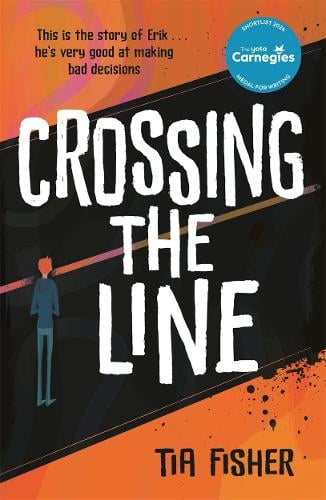 This is the story of Erik . . .
he's very good at making
bad decisions
SHORTLIST 2024
The yoto
Carnegies
MEDAL FOR WRITING
CROSSING
THE
LINE
TIA FISHER